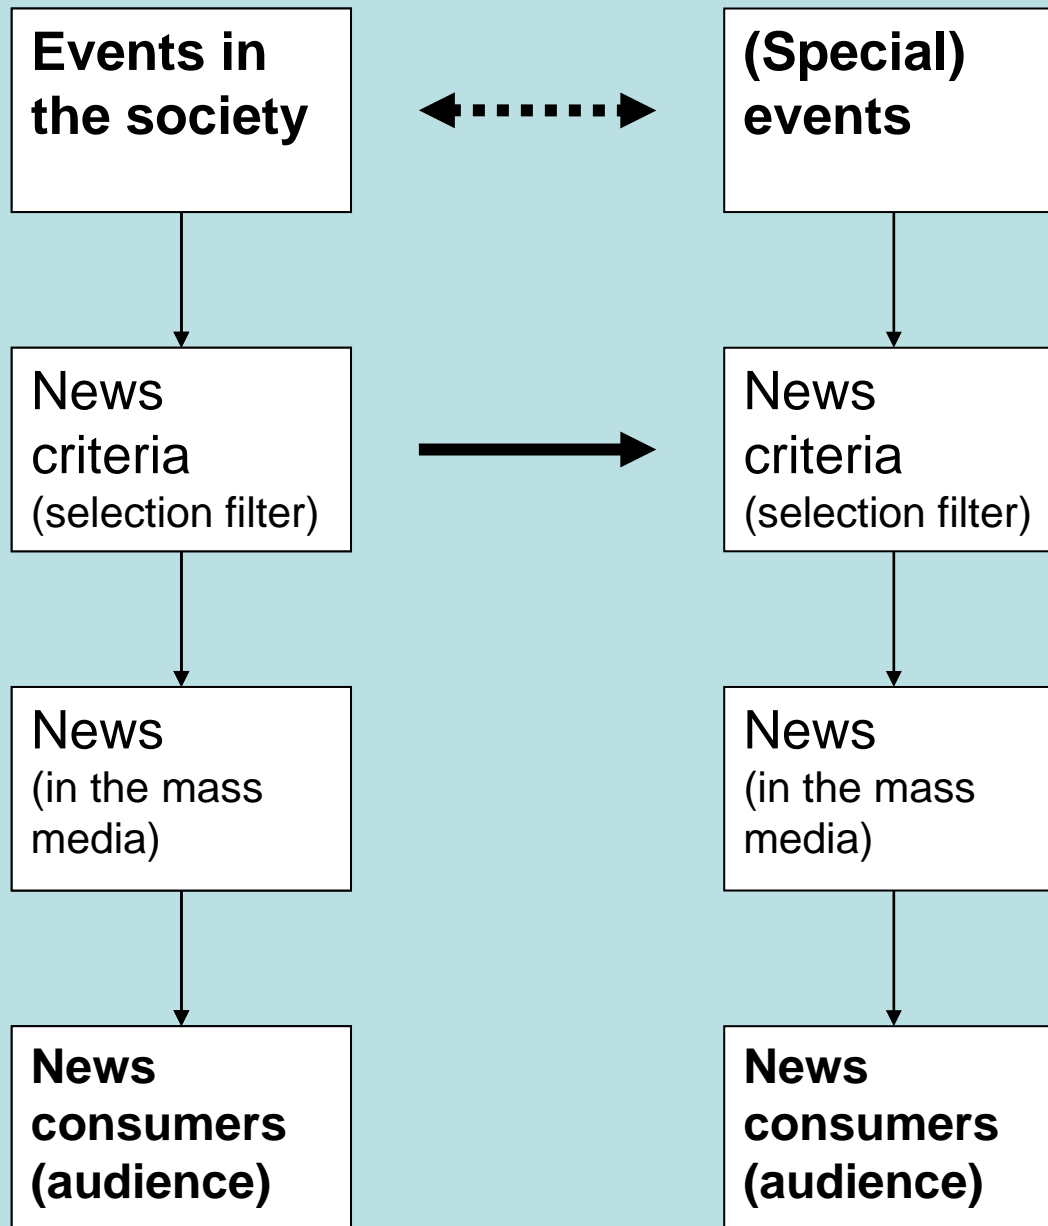 Events in
the society
(Special)
events
News
criteria
(selection filter)
News
criteria
(selection filter)
News
(in the mass
media)
News
(in the mass
media)
News
consumers
(audience)
News
consumers
(audience)